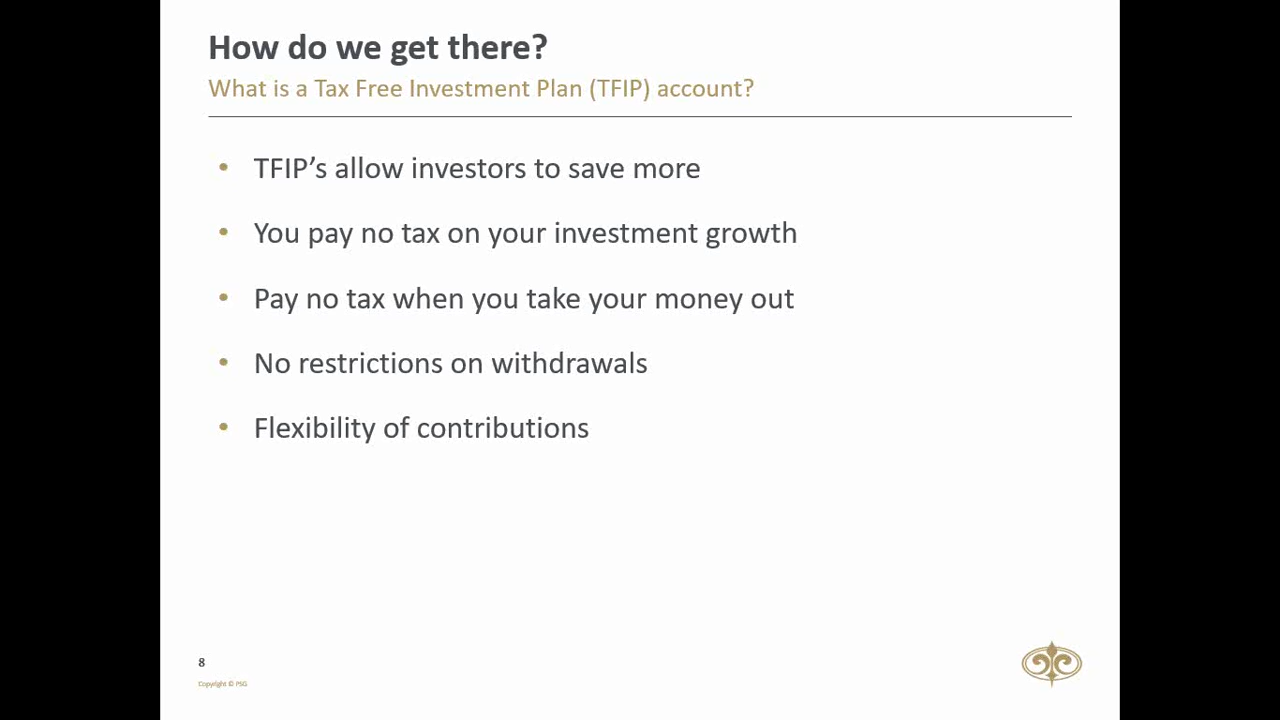 How do we get there?
What is a Tax Free Investment Plan (TFIP) account?
• TFIP’s allow investors to save more
• You pay no tax on your investment growth
• Pay no tax when you take your money out
• No restrictions on withdrawals
• Flexibility of contributions
8
Copyright © PSG